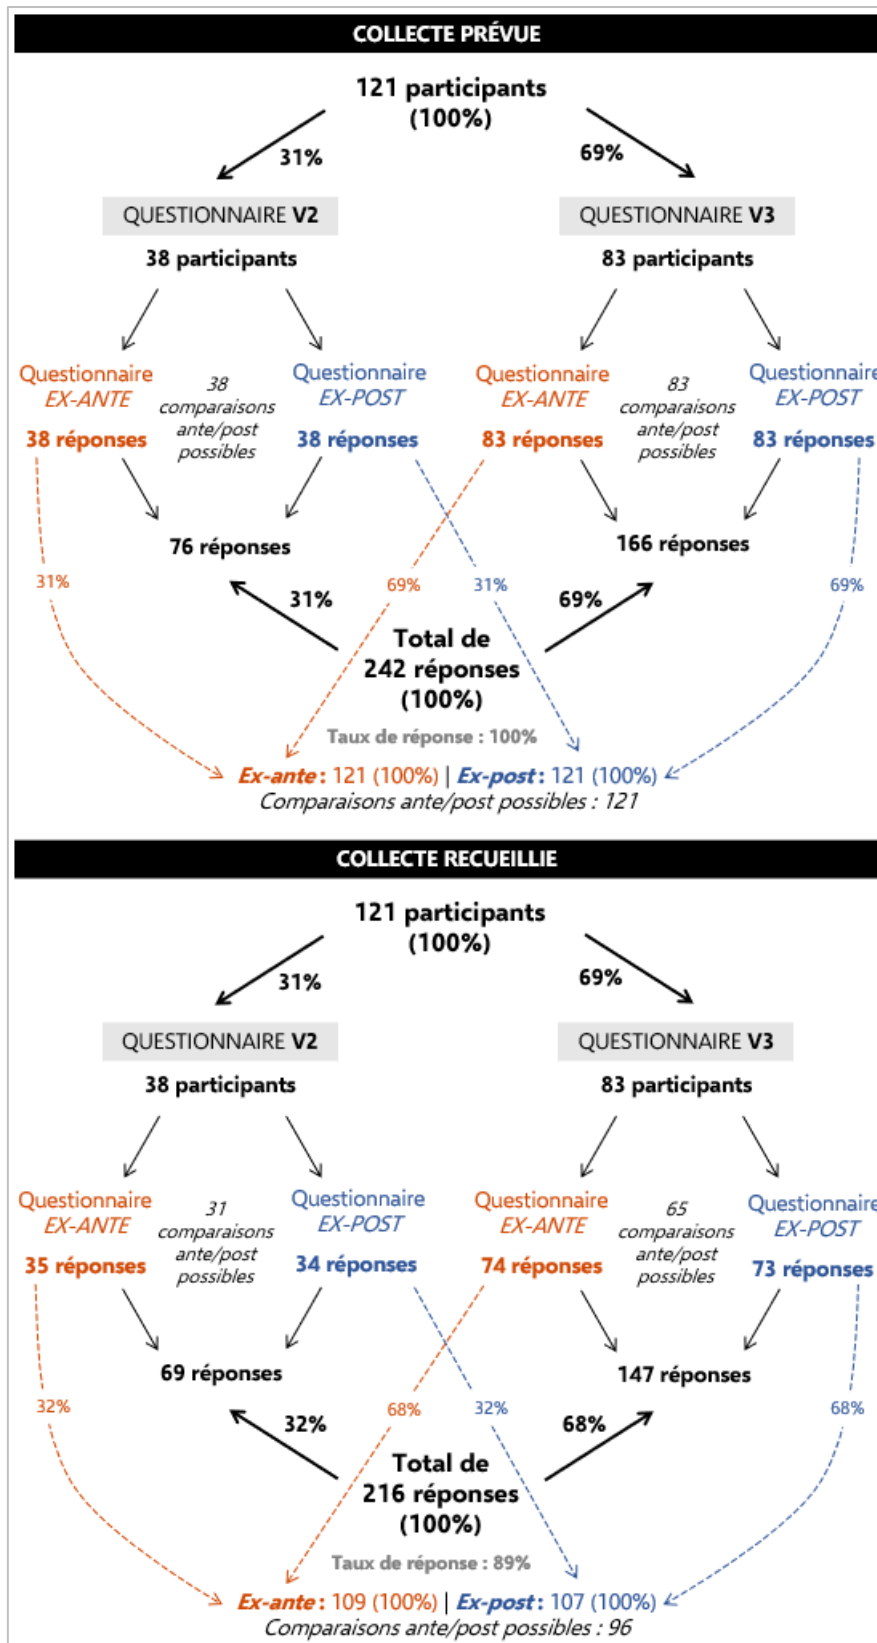 COLLECTE PRÉVUE
121 participants
(100%)
31%
69%
QUESTIONNAIRE V2
QUESTIONNAIRE V3
38 participants
83 participants
Questionnaire
EX-ANTE
38 réponses
38
comparaisons
ante/post
possibles
Questionnaire
EX-POST
38 réponses
Questionnaire
EX-ANTE
83 réponses
83
comparaisons
ante/post
possibles
Questionnaire
EX-POST
83 réponses
76 réponses
166 réponses
31%
31%
69%
31%
69%
69%
Total de
242 réponses
(100%)
Taux de réponse : 100%
Ex-ante : 121 (100%) | Ex-post : 121 (100%)
Comparaisons ante/post possibles : 121
COLLECTE RECUEILLIE
121 participants
(100%)
31%
69%
QUESTIONNAIRE V2
QUESTIONNAIRE V3
38 participants
83 participants
Questionnaire
EX-ANTE
35 réponses
31
comparaisons
ante/post
possibles
Questionnaire
EX-POST
34 réponses
Questionnaire
EX-ANTE
74 réponses
65
comparaisons
ante/post
possibles
Questionnaire
EX-POST
73 réponses
69 réponses
147 réponses
32%
32%
68%
32%
68%
68%
Total de
216 réponses
(100%)
Taux de réponse : 89%
Ex-ante : 109 (100%) | Ex-post : 107 (100%)
Comparaisons ante/post possibles : 96